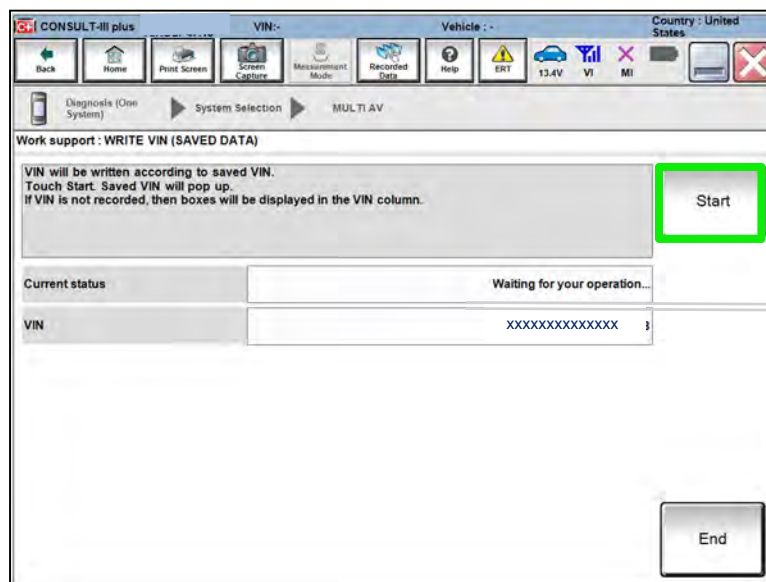 C+ CONSULT-III plus VIN:- Vehicle : - Country : United States
Back Home Print Screen Screen Capture Measurement Mode Recorded Data Help ERT 13.4V VI MI
Diagnosis (One System) System Selection MULTI AV
Work support : WRITE VIN (SAVED DATA)
VIN will be written according to saved VIN.
Touch Start. Saved VIN will pop up.
If VIN is not recorded, then boxes will be displayed in the VIN column.
Start
Current status Waiting for your operation...
VIN XXXXXXXXXXXXXX
End